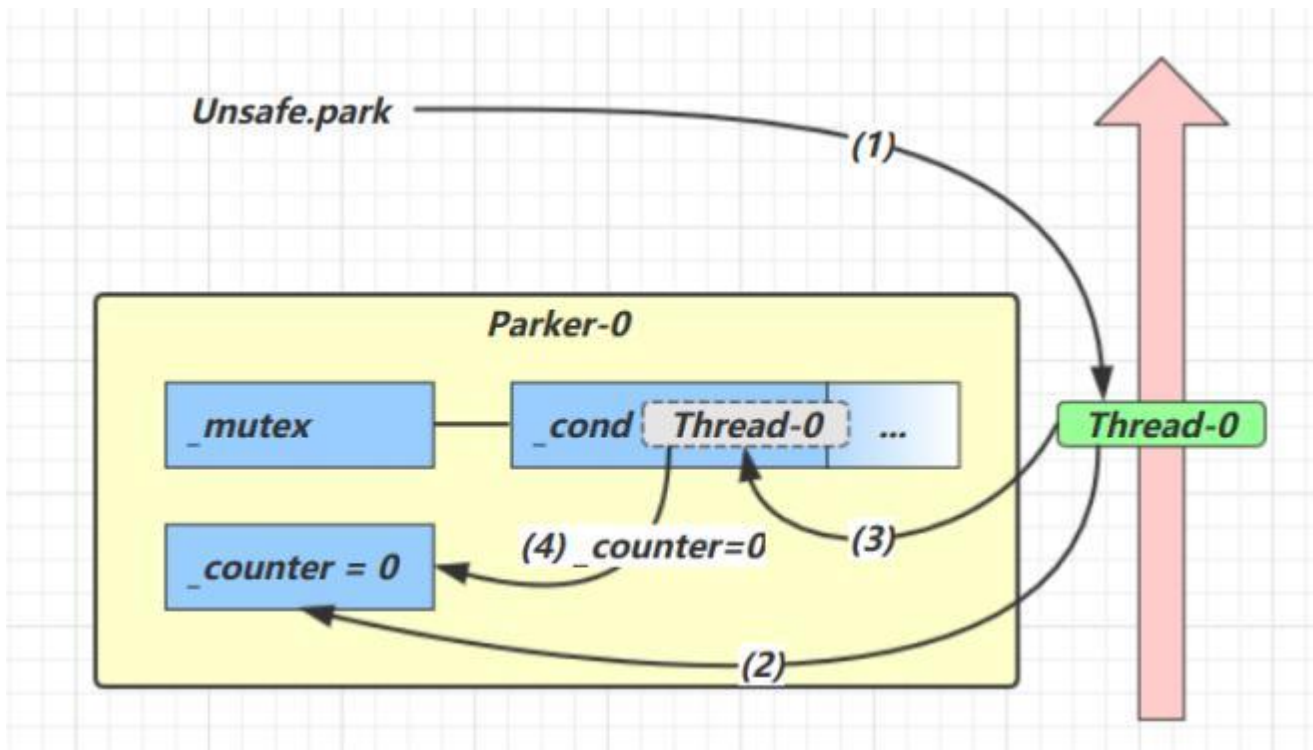 Unsafe.park
(1)
Parker-0
_mutex
_cond Thread-0 ...
Thread-0
(4) _counter=0
(3)
_counter = 0
(2)